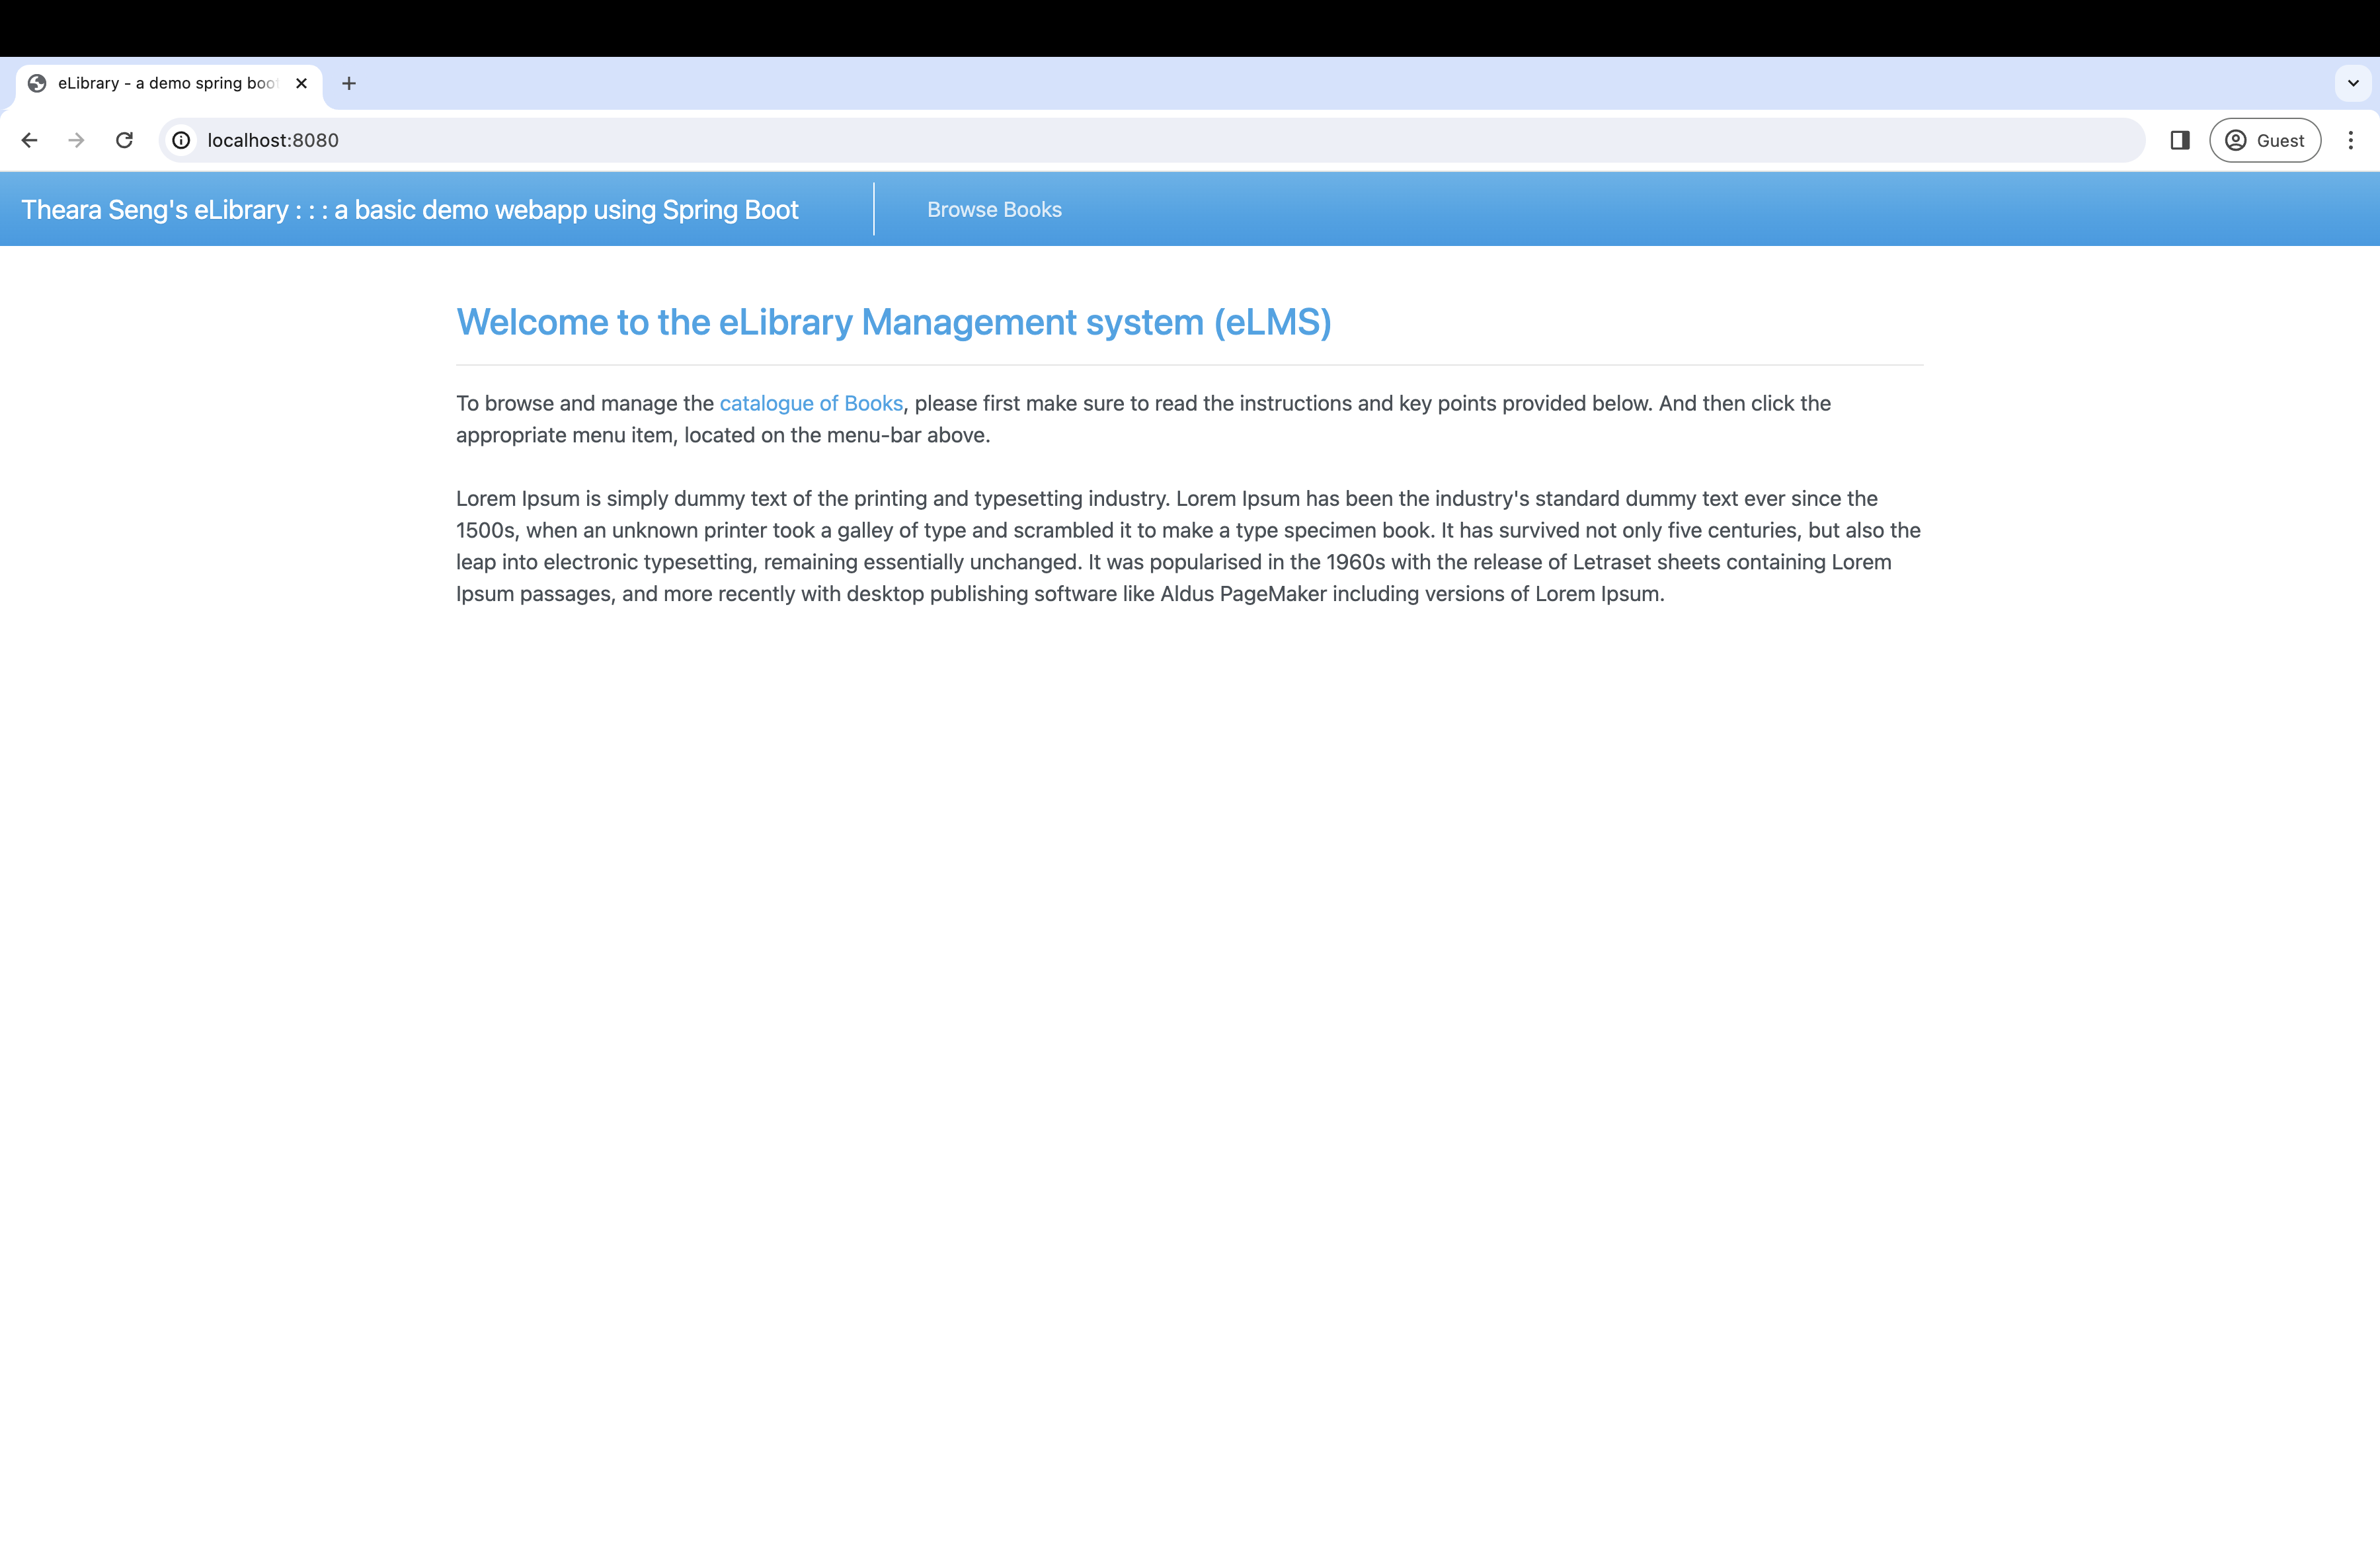 eLibrary - a demo spring boot
localhost:8080
Guest
Theara Seng's eLibrary : : : a basic demo webapp using Spring Boot
Browse Books
Welcome to the eLibrary Management system (eLMS)
To browse and manage the catalogue of Books, please first make sure to read the instructions and key points provided below. And then click the
appropriate menu item, located on the menu-bar above.
Lorem Ipsum is simply dummy text of the printing and typesetting industry. Lorem Ipsum has been the industry's standard dummy text ever since the
1500s, when an unknown printer took a galley of type and scrambled it to make a type specimen book. It has survived not only five centuries, but also the
leap into electronic typesetting, remaining essentially unchanged. It was popularised in the 1960s with the release of Letraset sheets containing Lorem
Ipsum passages, and more recently with desktop publishing software like Aldus PageMaker including versions of Lorem Ipsum.